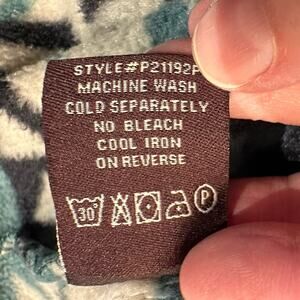 STYLE#P21192P
MACHINE WASH
COLD SEPARATELY
NO BLEACH
COOL IRON
ON REVERSE
30 P